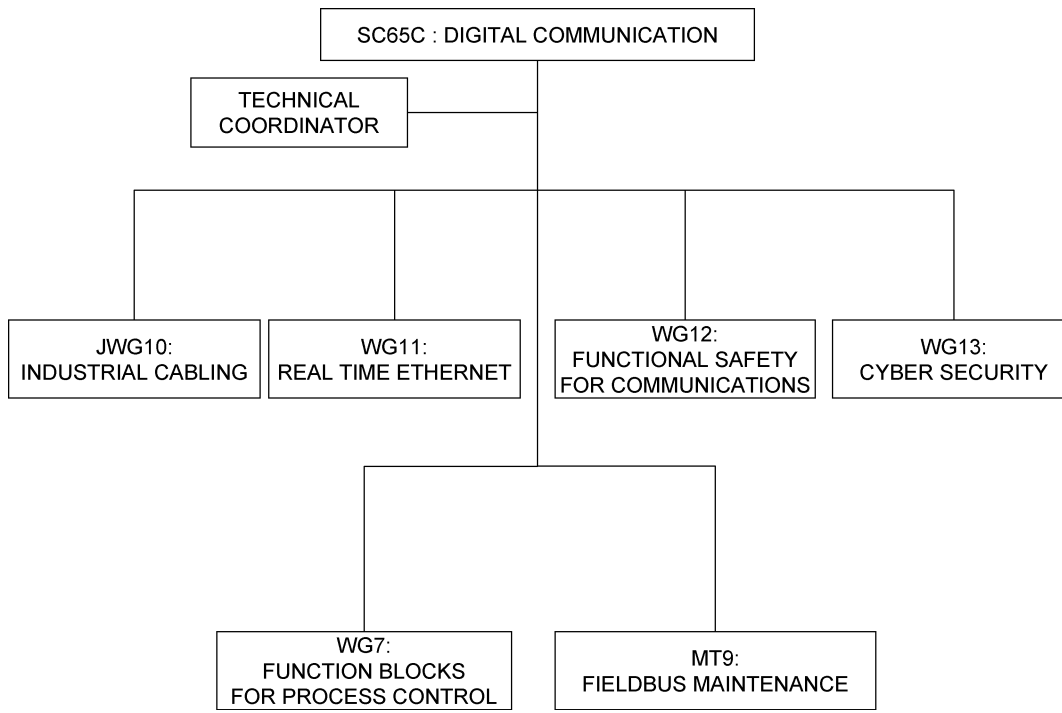 SC65C : DIGITAL COMMUNICATION
TECHNICAL
COORDINATOR
JWG10:
INDUSTRIAL CABLING
WG11:
REAL TIME ETHERNET
WG12:
FUNCTIONAL SAFETY
FOR COMMUNICATIONS
WG13:
CYBER SECURITY
WG7:
FUNCTION BLOCKS
FOR PROCESS CONTROL
MT9:
FIELDBUS MAINTENANCE